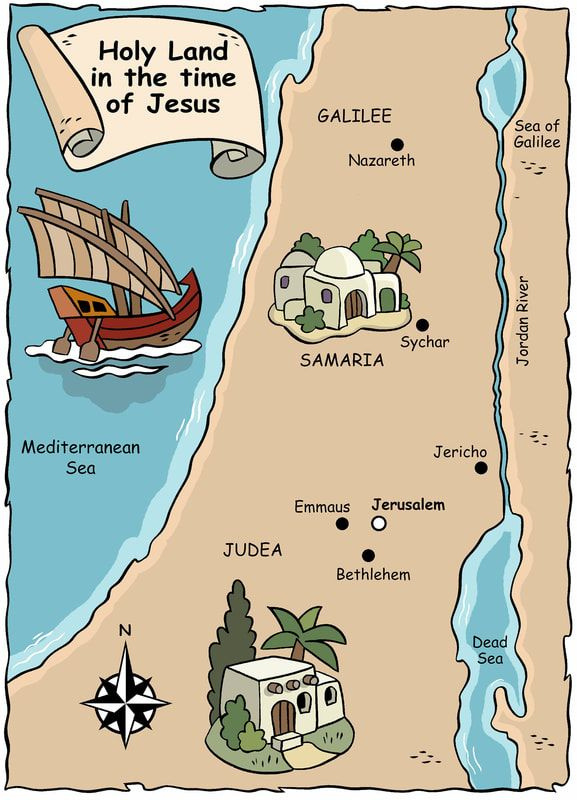 Holy Land
in the time
of Jesus
GALILEE
Nazareth
Sea of
Galilee
Jordan River
Sychar
SAMARIA
Mediterranean
Sea
Jericho
Emmaus
Jerusalem
JUDEA
Bethlehem
N
Dead
Sea